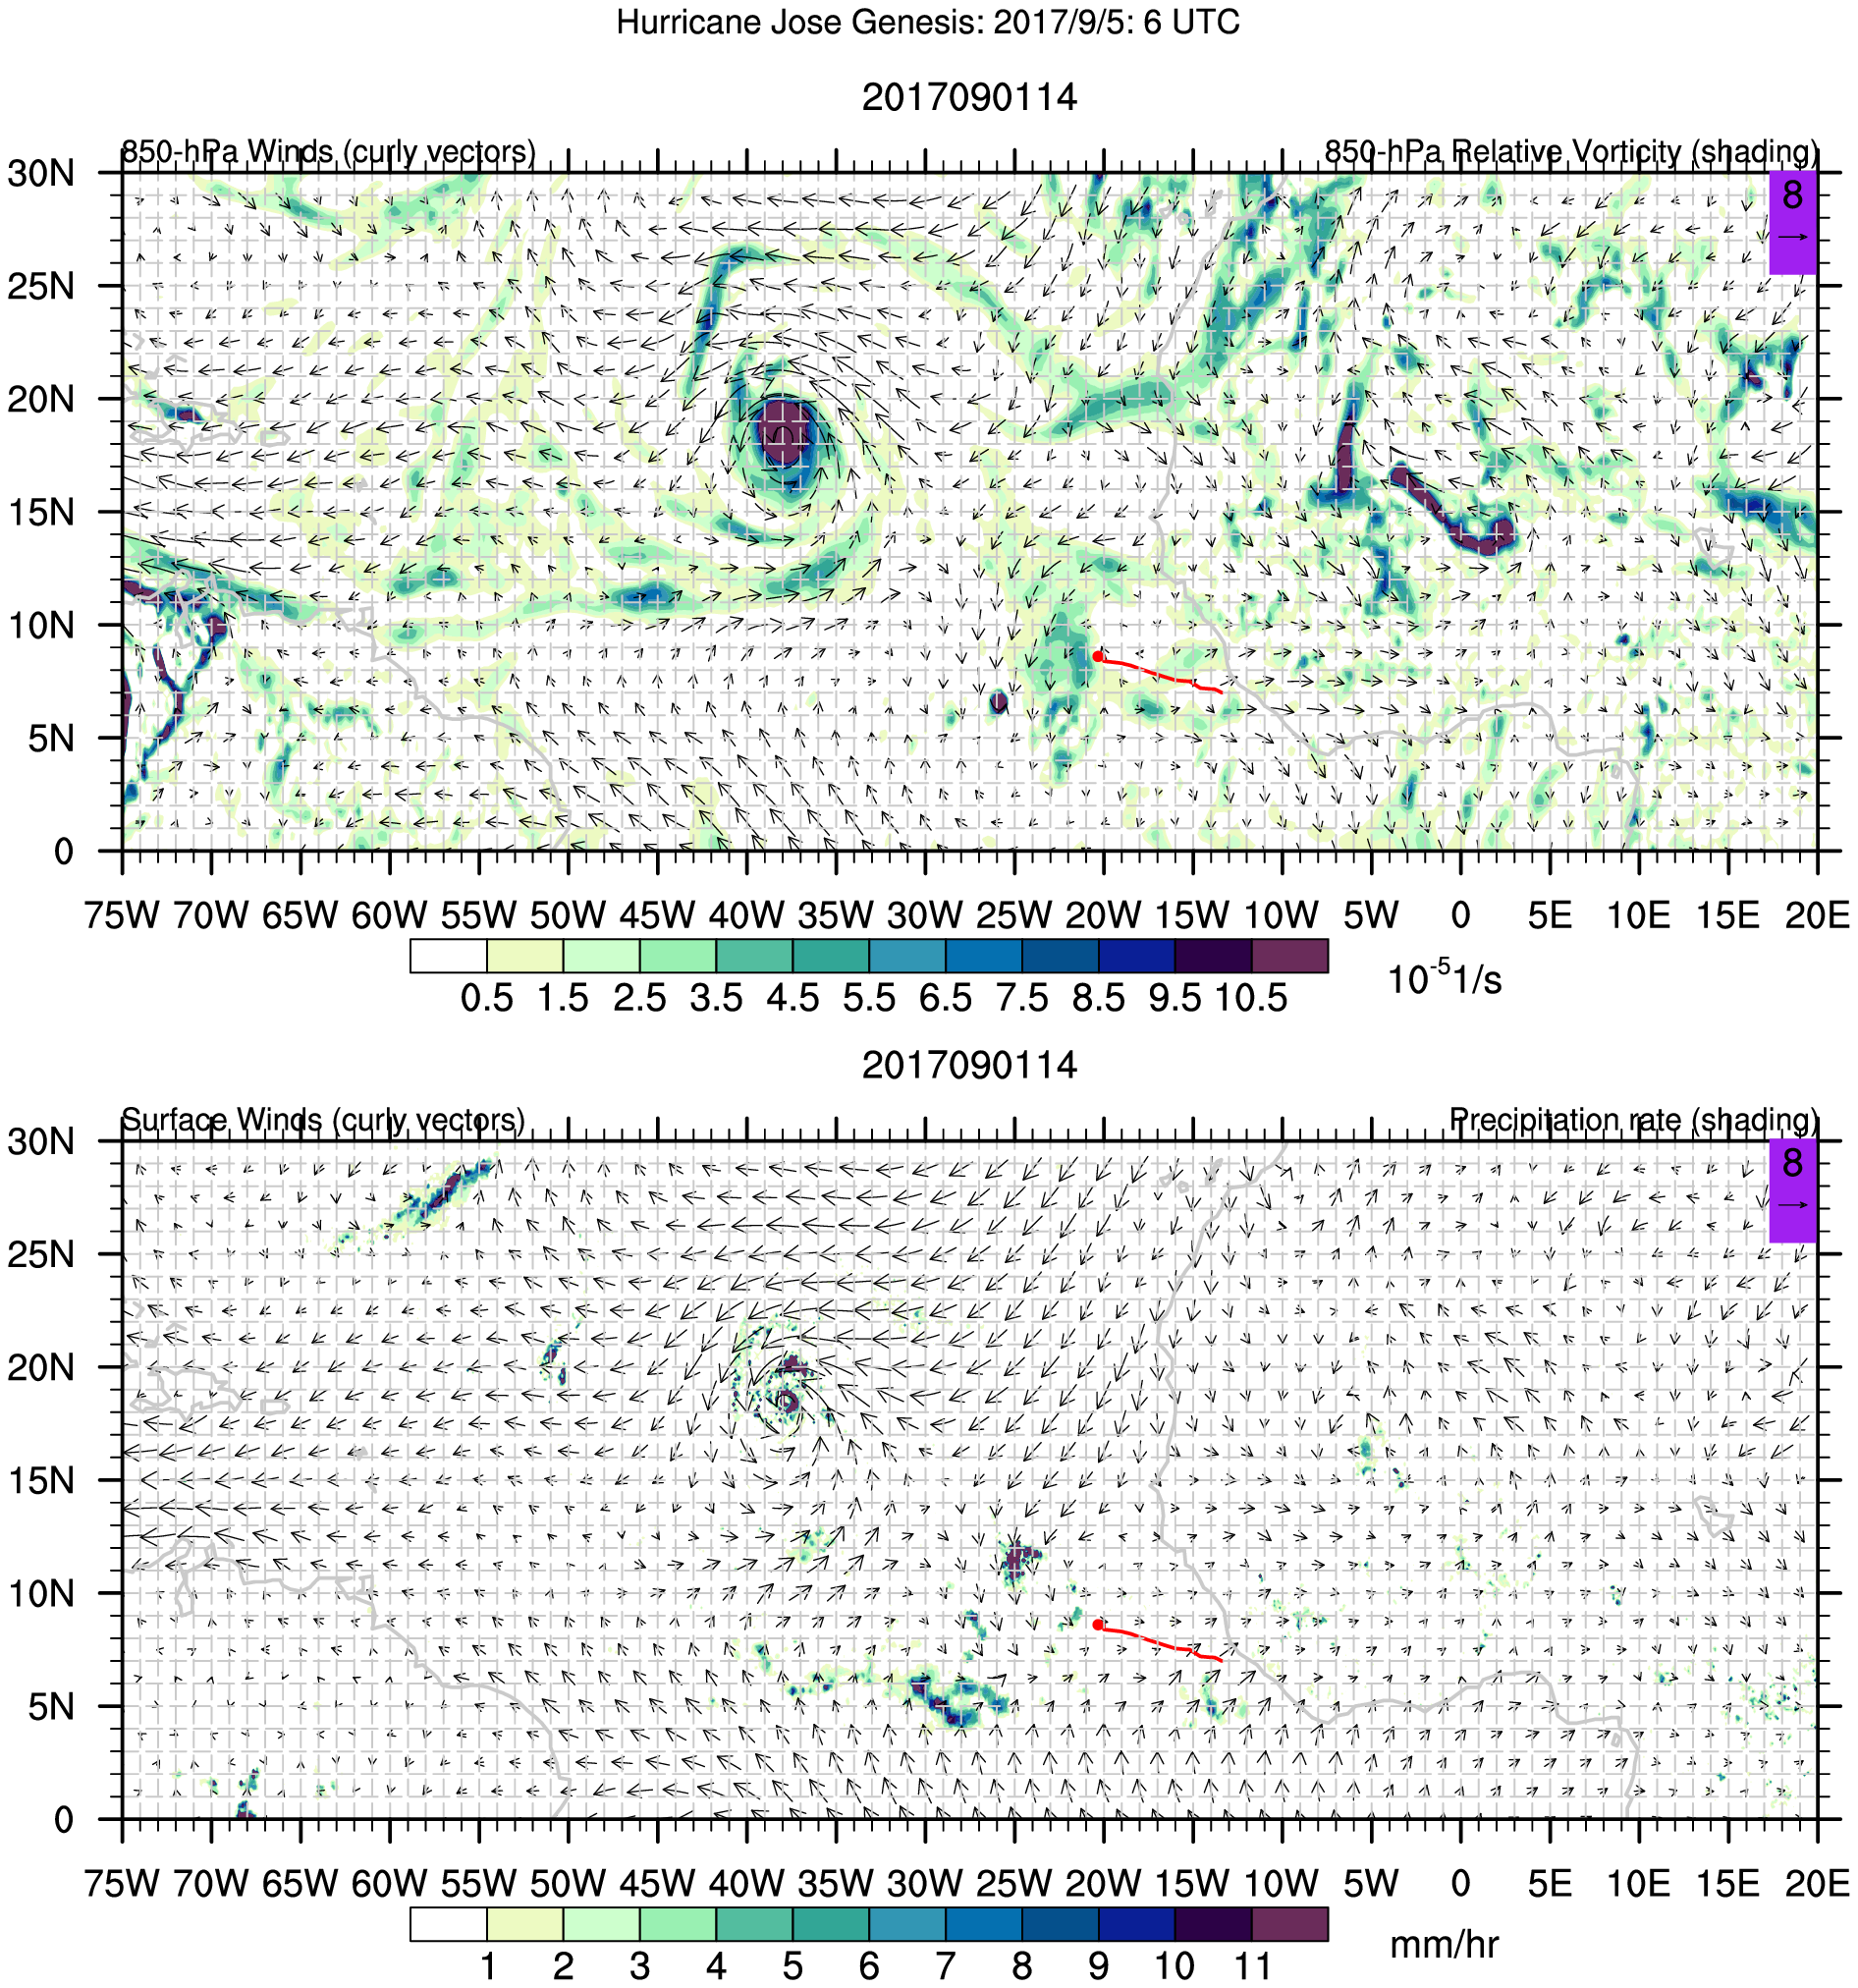 Hurricane Jose Genesis: 2017/9/5: 6 UTC
2017090114
850-hPa Winds (curly vectors) 850-hPa Relative Vorticity (shading)
30N
8
25N
20N
15N
10N
5N
0
75W 70W 65W 60W 55W 50W 45W 40W 35W 30W 25W 20W 15W 10W 5W 0 5E 10E 15E 20E
0.5 1.5 2.5 3.5 4.5 5.5 6.5 7.5 8.5 9.5 10.5
10-51/s
2017090114
Surface Winds (curly vectors) Precipitation rate (shading)
30N
8
25N
20N
15N
10N
5N
0
75W 70W 65W 60W 55W 50W 45W 40W 35W 30W 25W 20W 15W 10W 5W 0 5E 10E 15E 20E
1 2 3 4 5 6 7 8 9 10 11
mm/hr